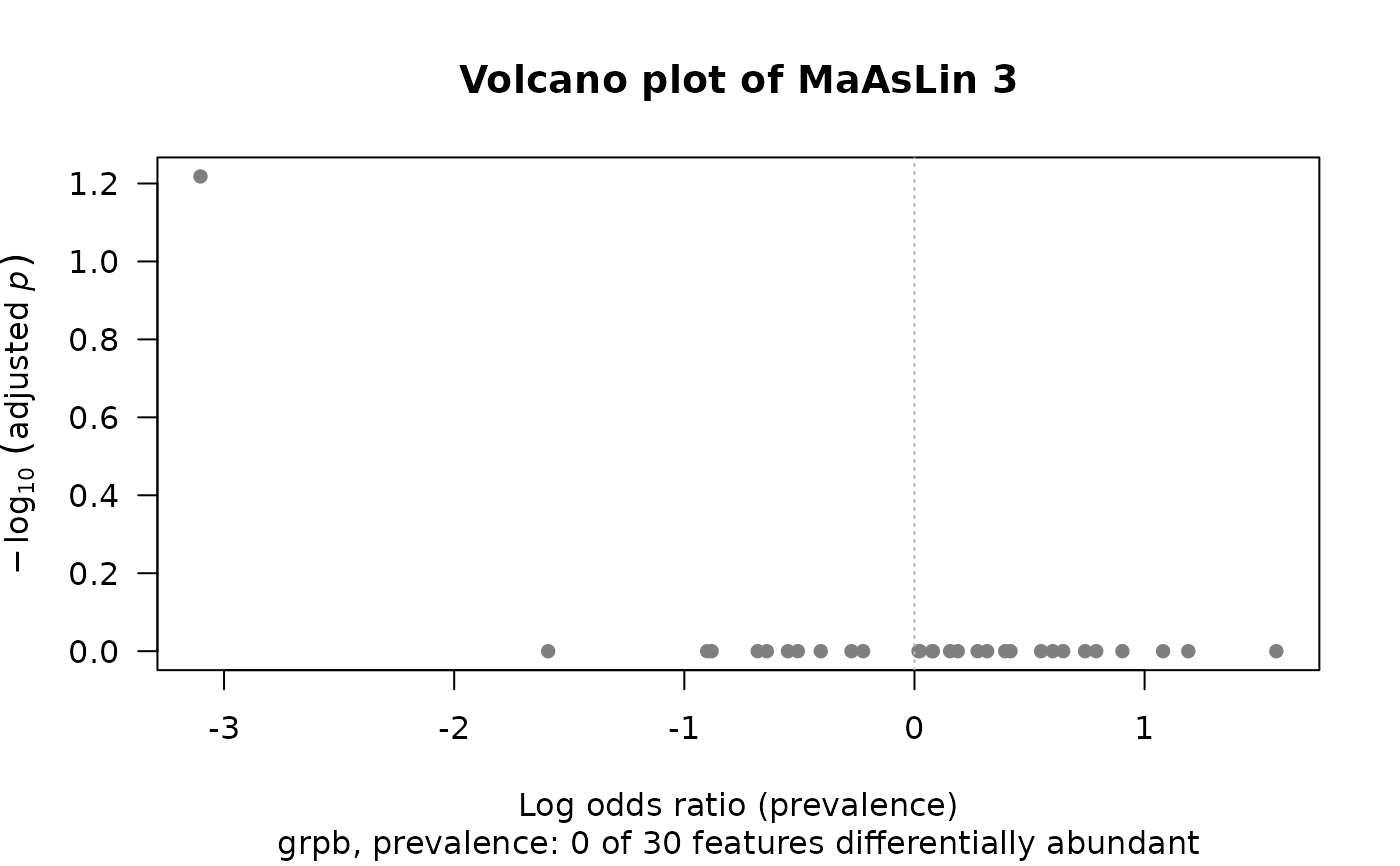 Volcano plot of MaAsLin 3
1.2
1.0
0.8
0.6
0.4
0.2
0.0
−log₁₀ (adjusted p)
-3 -2 -1 0 1
Log odds ratio (prevalence)
grpb, prevalence: 0 of 30 features differentially abundant